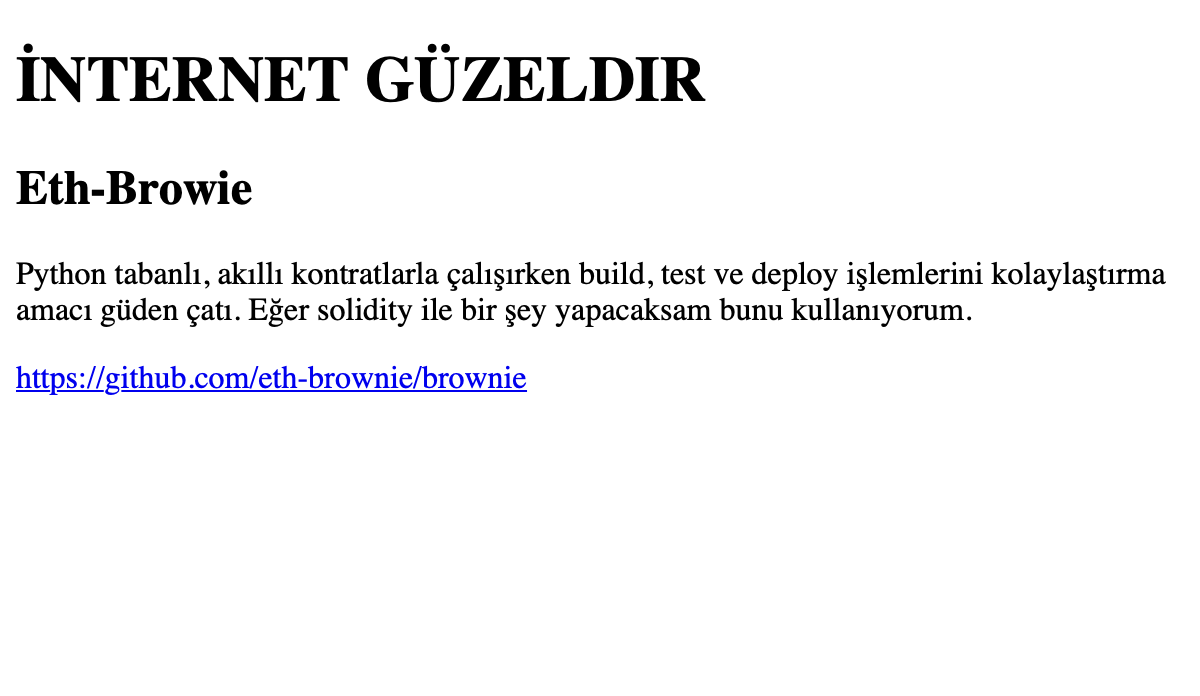 İNTERNET GÜZELDIR
Eth-Browie
Python tabanlı, akıllı kontratlarla çalışırken build, test ve deploy işlemlerini kolaylaştırma
amacı güden çatı. Eğer solidity ile bir şey yapacaksam bunu kullanıyorum.
https://github.com/eth-brownie/brownie